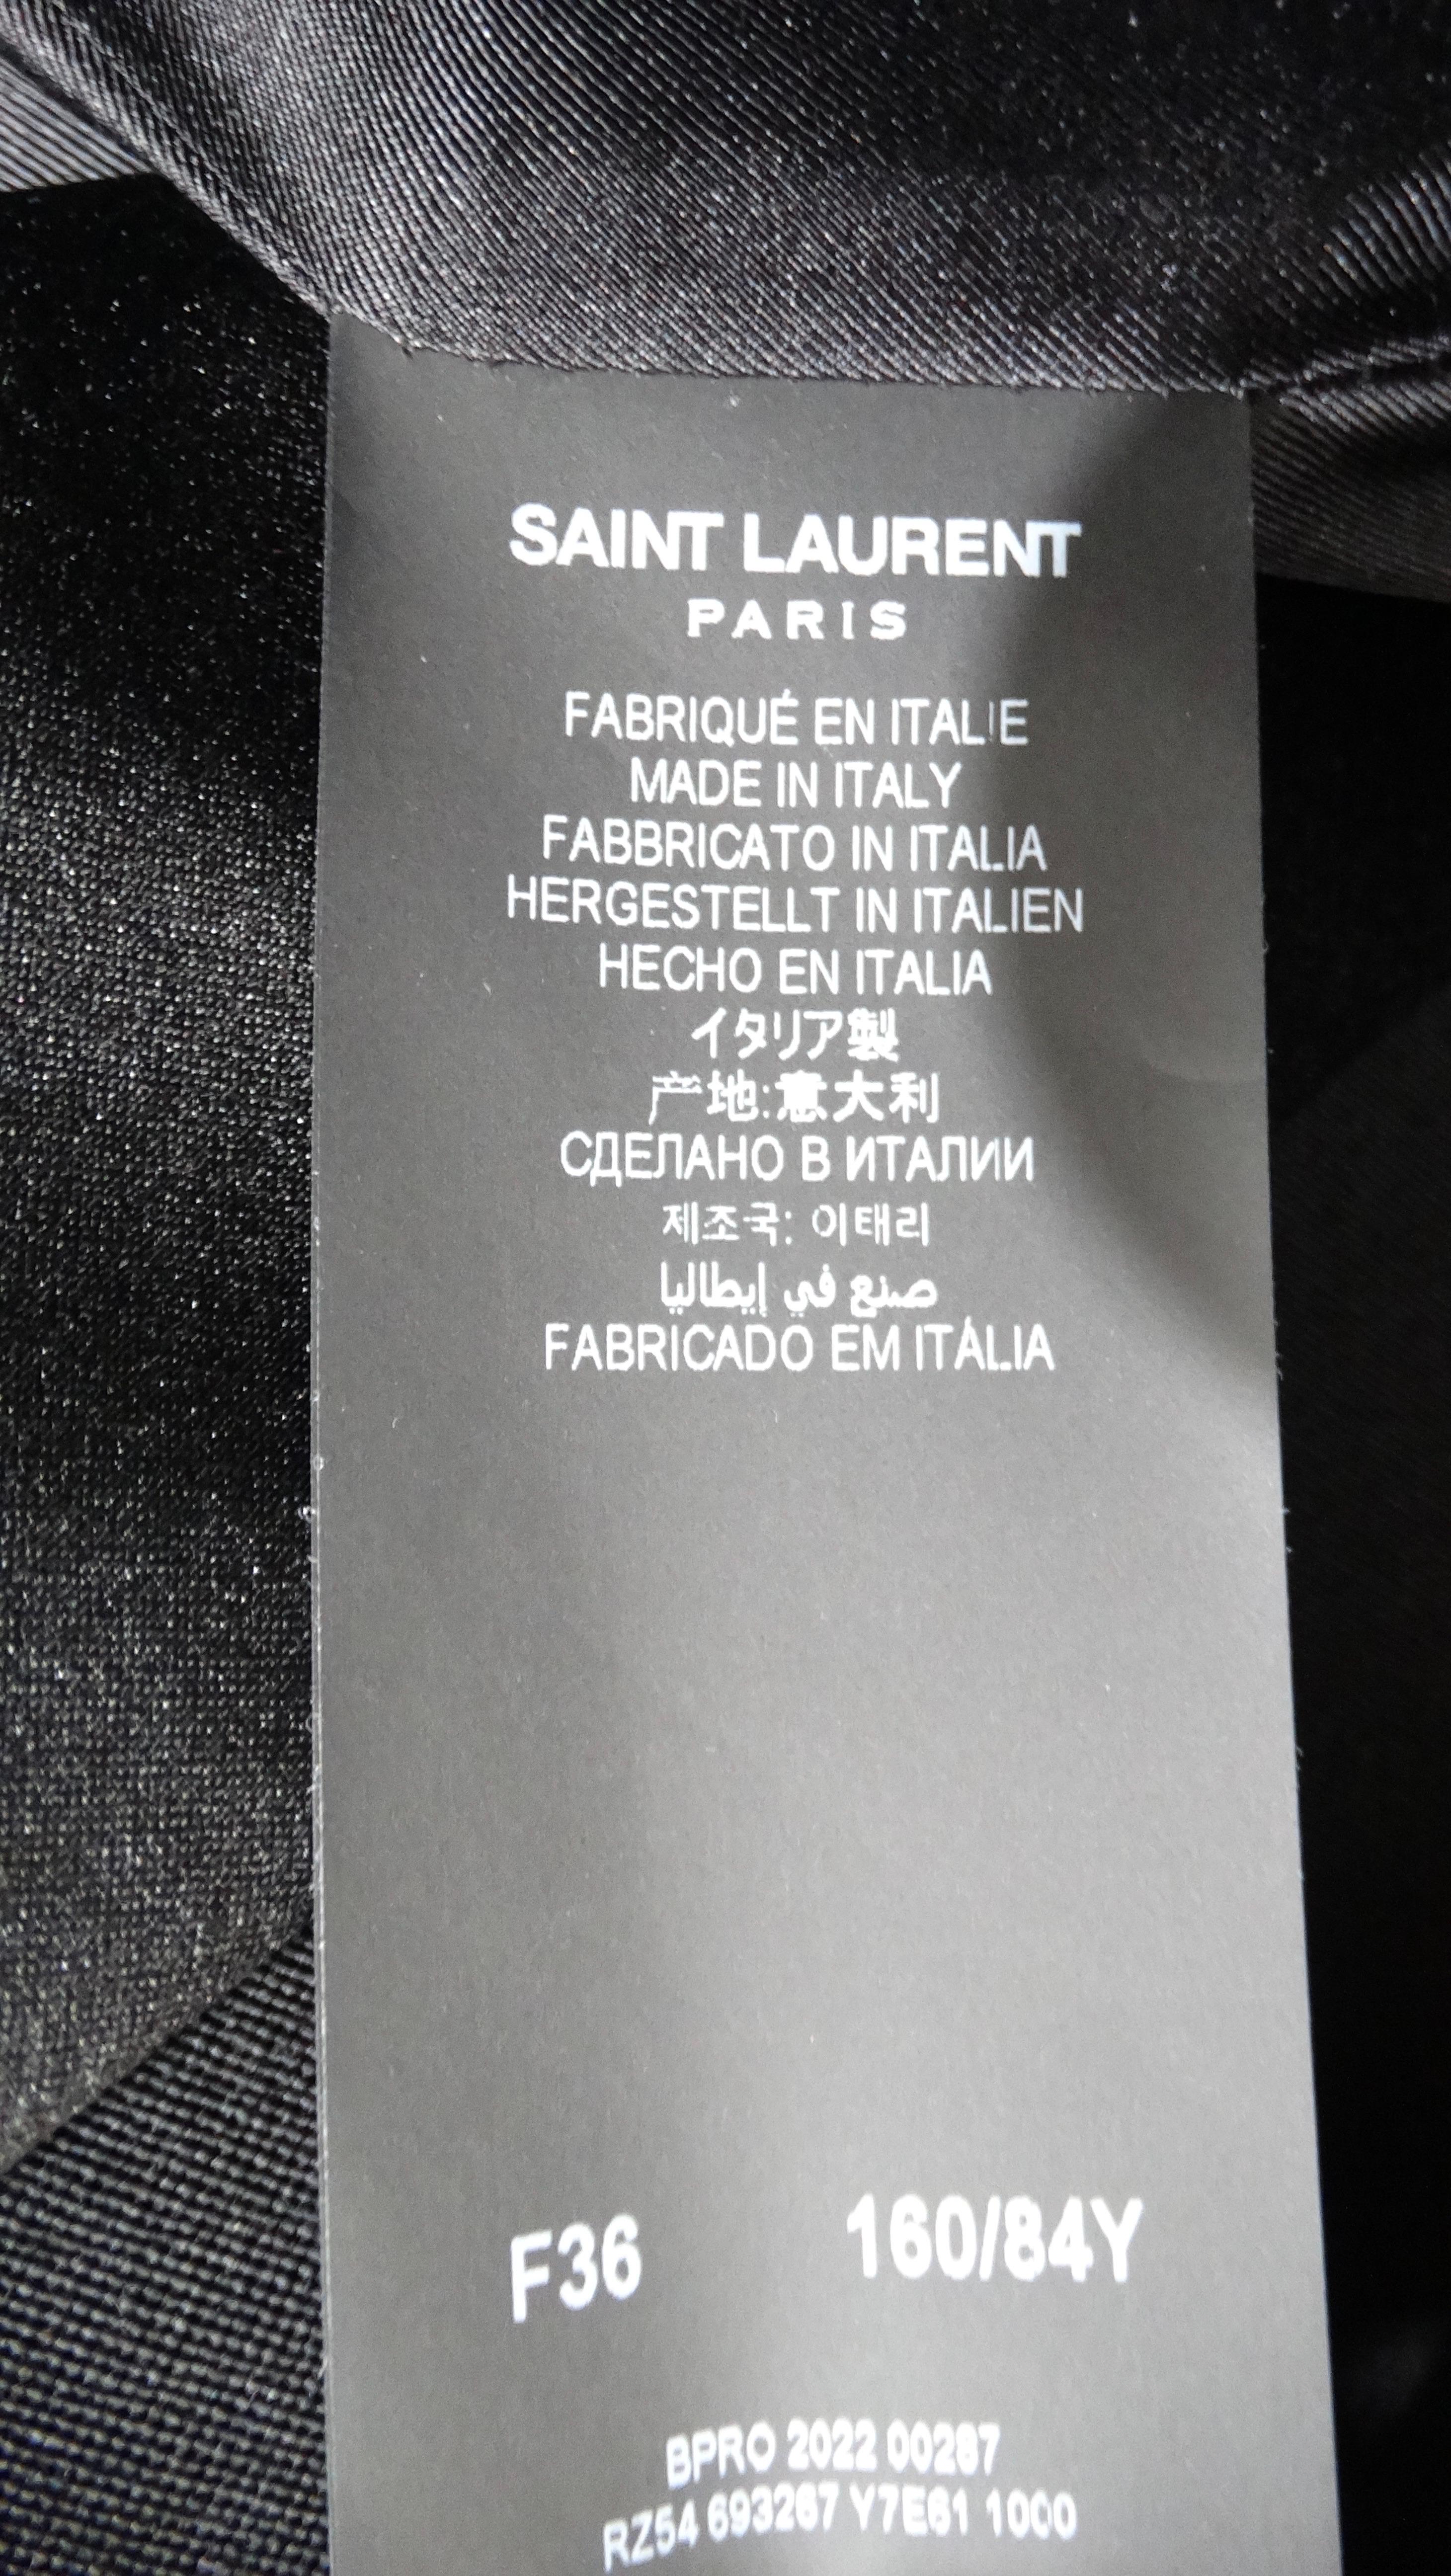 SAINT LAURENT
PARIS
FABRIQUÉ EN ITALIE
MADE IN ITALY
FABBRICATO IN ITALIA
HERGESTELLT IN ITALIEN
HECHO EN ITALIA
イタリア製
产地:意大利
СДЕЛАНО В ИТАЛИИ
제조국: 이태리
صنع في إيطاليا
FABRICADO EM ITÁLIA
F36 160/84Y
BPRO 2022 00287
RZ54 693267 Y7E61 1000